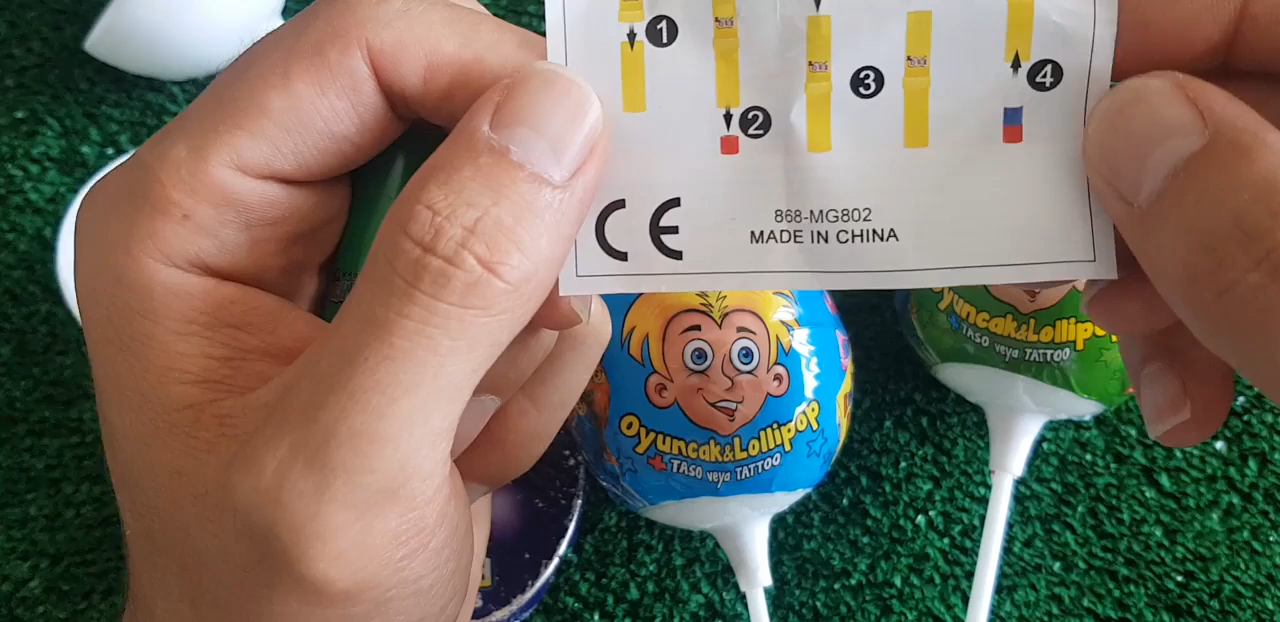 1
2
3
4
CE
868-MG802
MADE IN CHINA
Oyuncak&Lollipop
+ TASO veya TATTOO
yuncak&Lollipop
+ TASO veya TATTOO